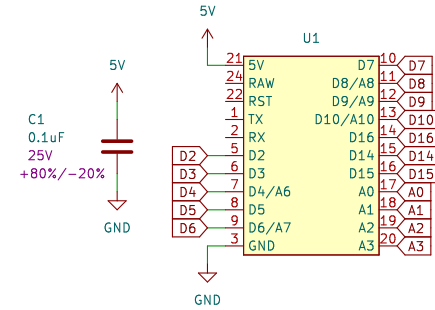 5V
U1
5V
C1
0.1uF
25V
+80%/-20%
GND
21 5V D7 10 D7
24 RAW D8/A8 11 D8
22 RST D9/A9 12 D9
1 TX D10/A10 13 D10
2 RX D16 14 D16
D2 5 D2 D14 15 D14
D3 6 D3 D15 16 D15
D4 7 D4/A6 A0 17 A0
D5 8 D5 A1 18 A1
D6 9 D6/A7 A2 19 A2
3 GND A3 20 A3
GND